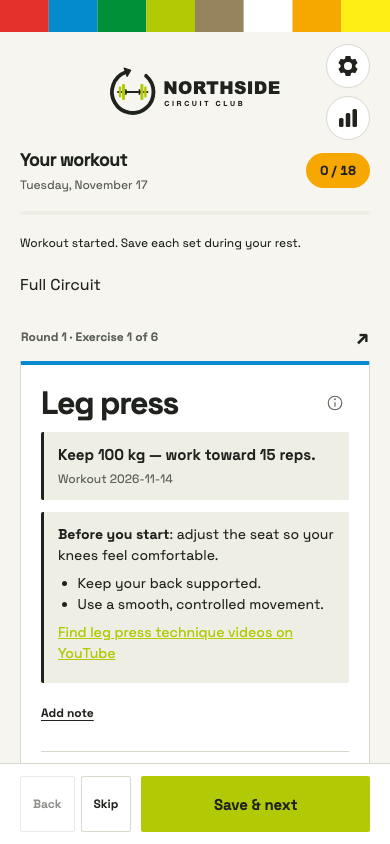 NORTHSIDE
CIRCUIT CLUB
Your workout
Tuesday, November 17
0 / 18
Workout started. Save each set during your rest.
Full Circuit
Round 1 · Exercise 1 of 6
Leg press
Keep 100 kg — work toward 15 reps.
Workout 2026-11-14
Before you start: adjust the seat so your
knees feel comfortable.
• Keep your back supported.
• Use a smooth, controlled movement.
Find leg press technique videos on
YouTube
Add note
Back
Skip
Save & next